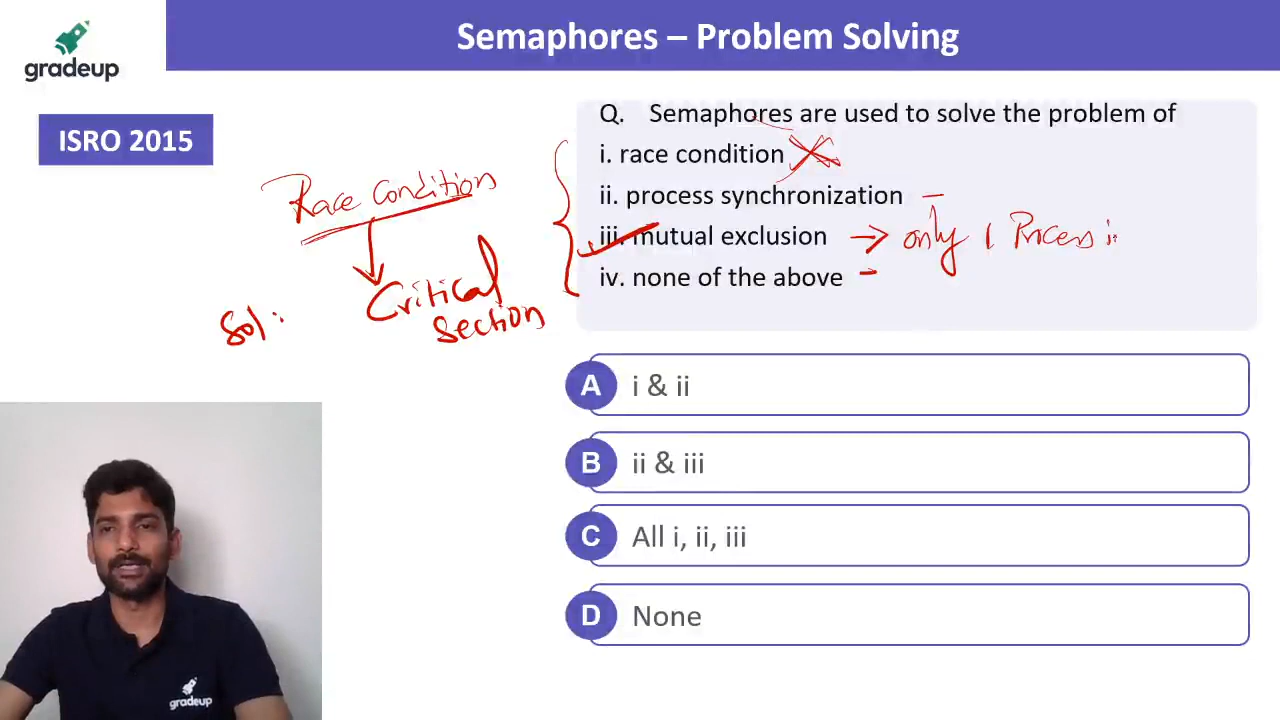 Semaphores – Problem Solving
gradeup
ISRO 2015
Q. Semaphores are used to solve the problem of
i. race condition
ii. process synchronization
iii. mutual exclusion → only 1 Process i
iv. none of the above
Race Condition
Critical
Section
Sol:
A i & ii
B ii & iii
C All i, ii, iii
D None
gradeup